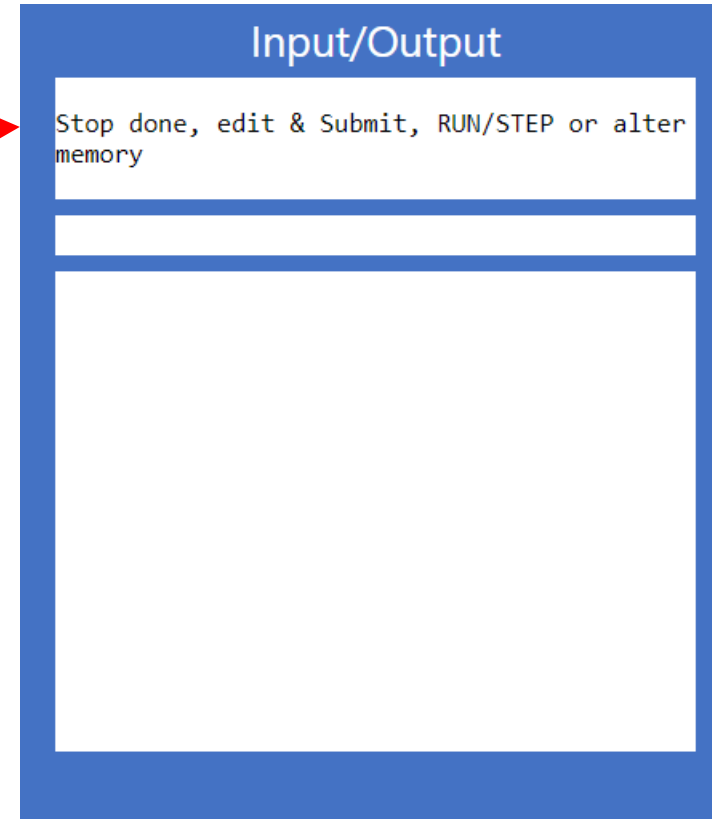 Input/Output
Stop done, edit & Submit, RUN/STEP or alter
memory